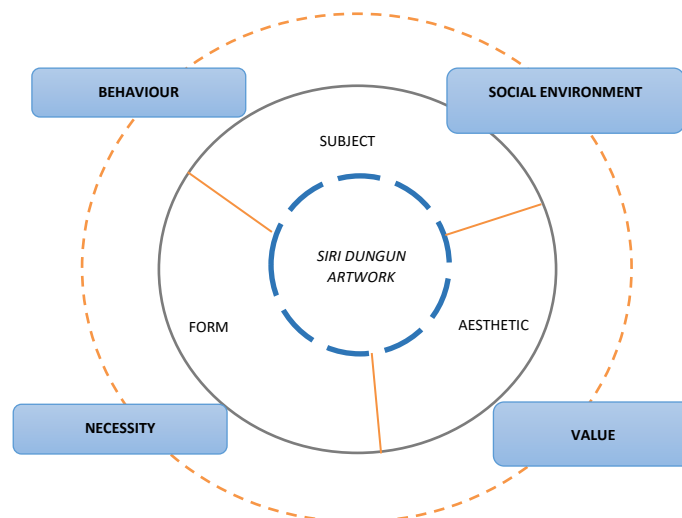 BEHAVIOUR
SOCIAL ENVIRONMENT
SUBJECT
SIRI DUNGUN
ARTWORK
FORM
AESTHETIC
NECESSITY
VALUE